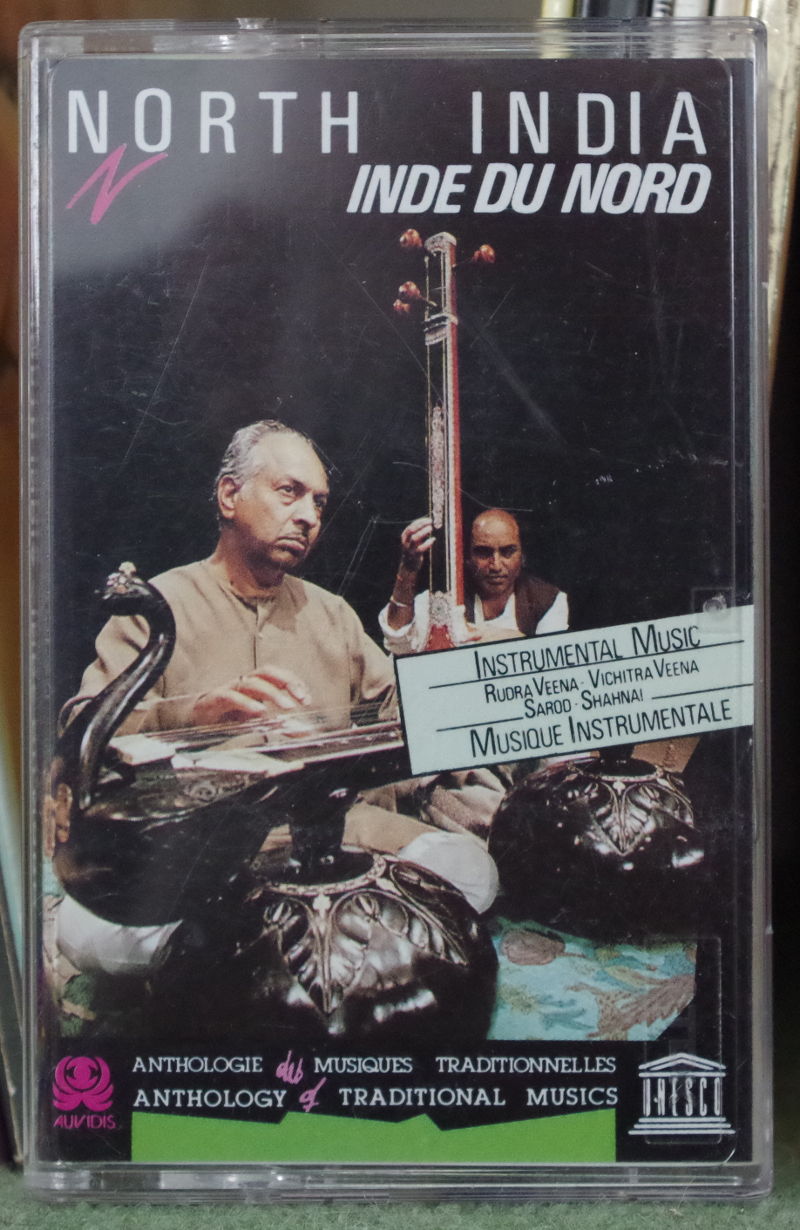 NORTH INDIA
N
INDE DU NORD
INSTRUMENTAL MUSIC
RUDRA VEENA · VICHITRA VEENA
SAROD · SHAHNAI
MUSIQUE INSTRUMENTALE
ANTHOLOGIE des MUSIQUES TRADITIONNELLES
ANTHOLOGY of TRADITIONAL MUSICS
AUVIDIS
UNESCO